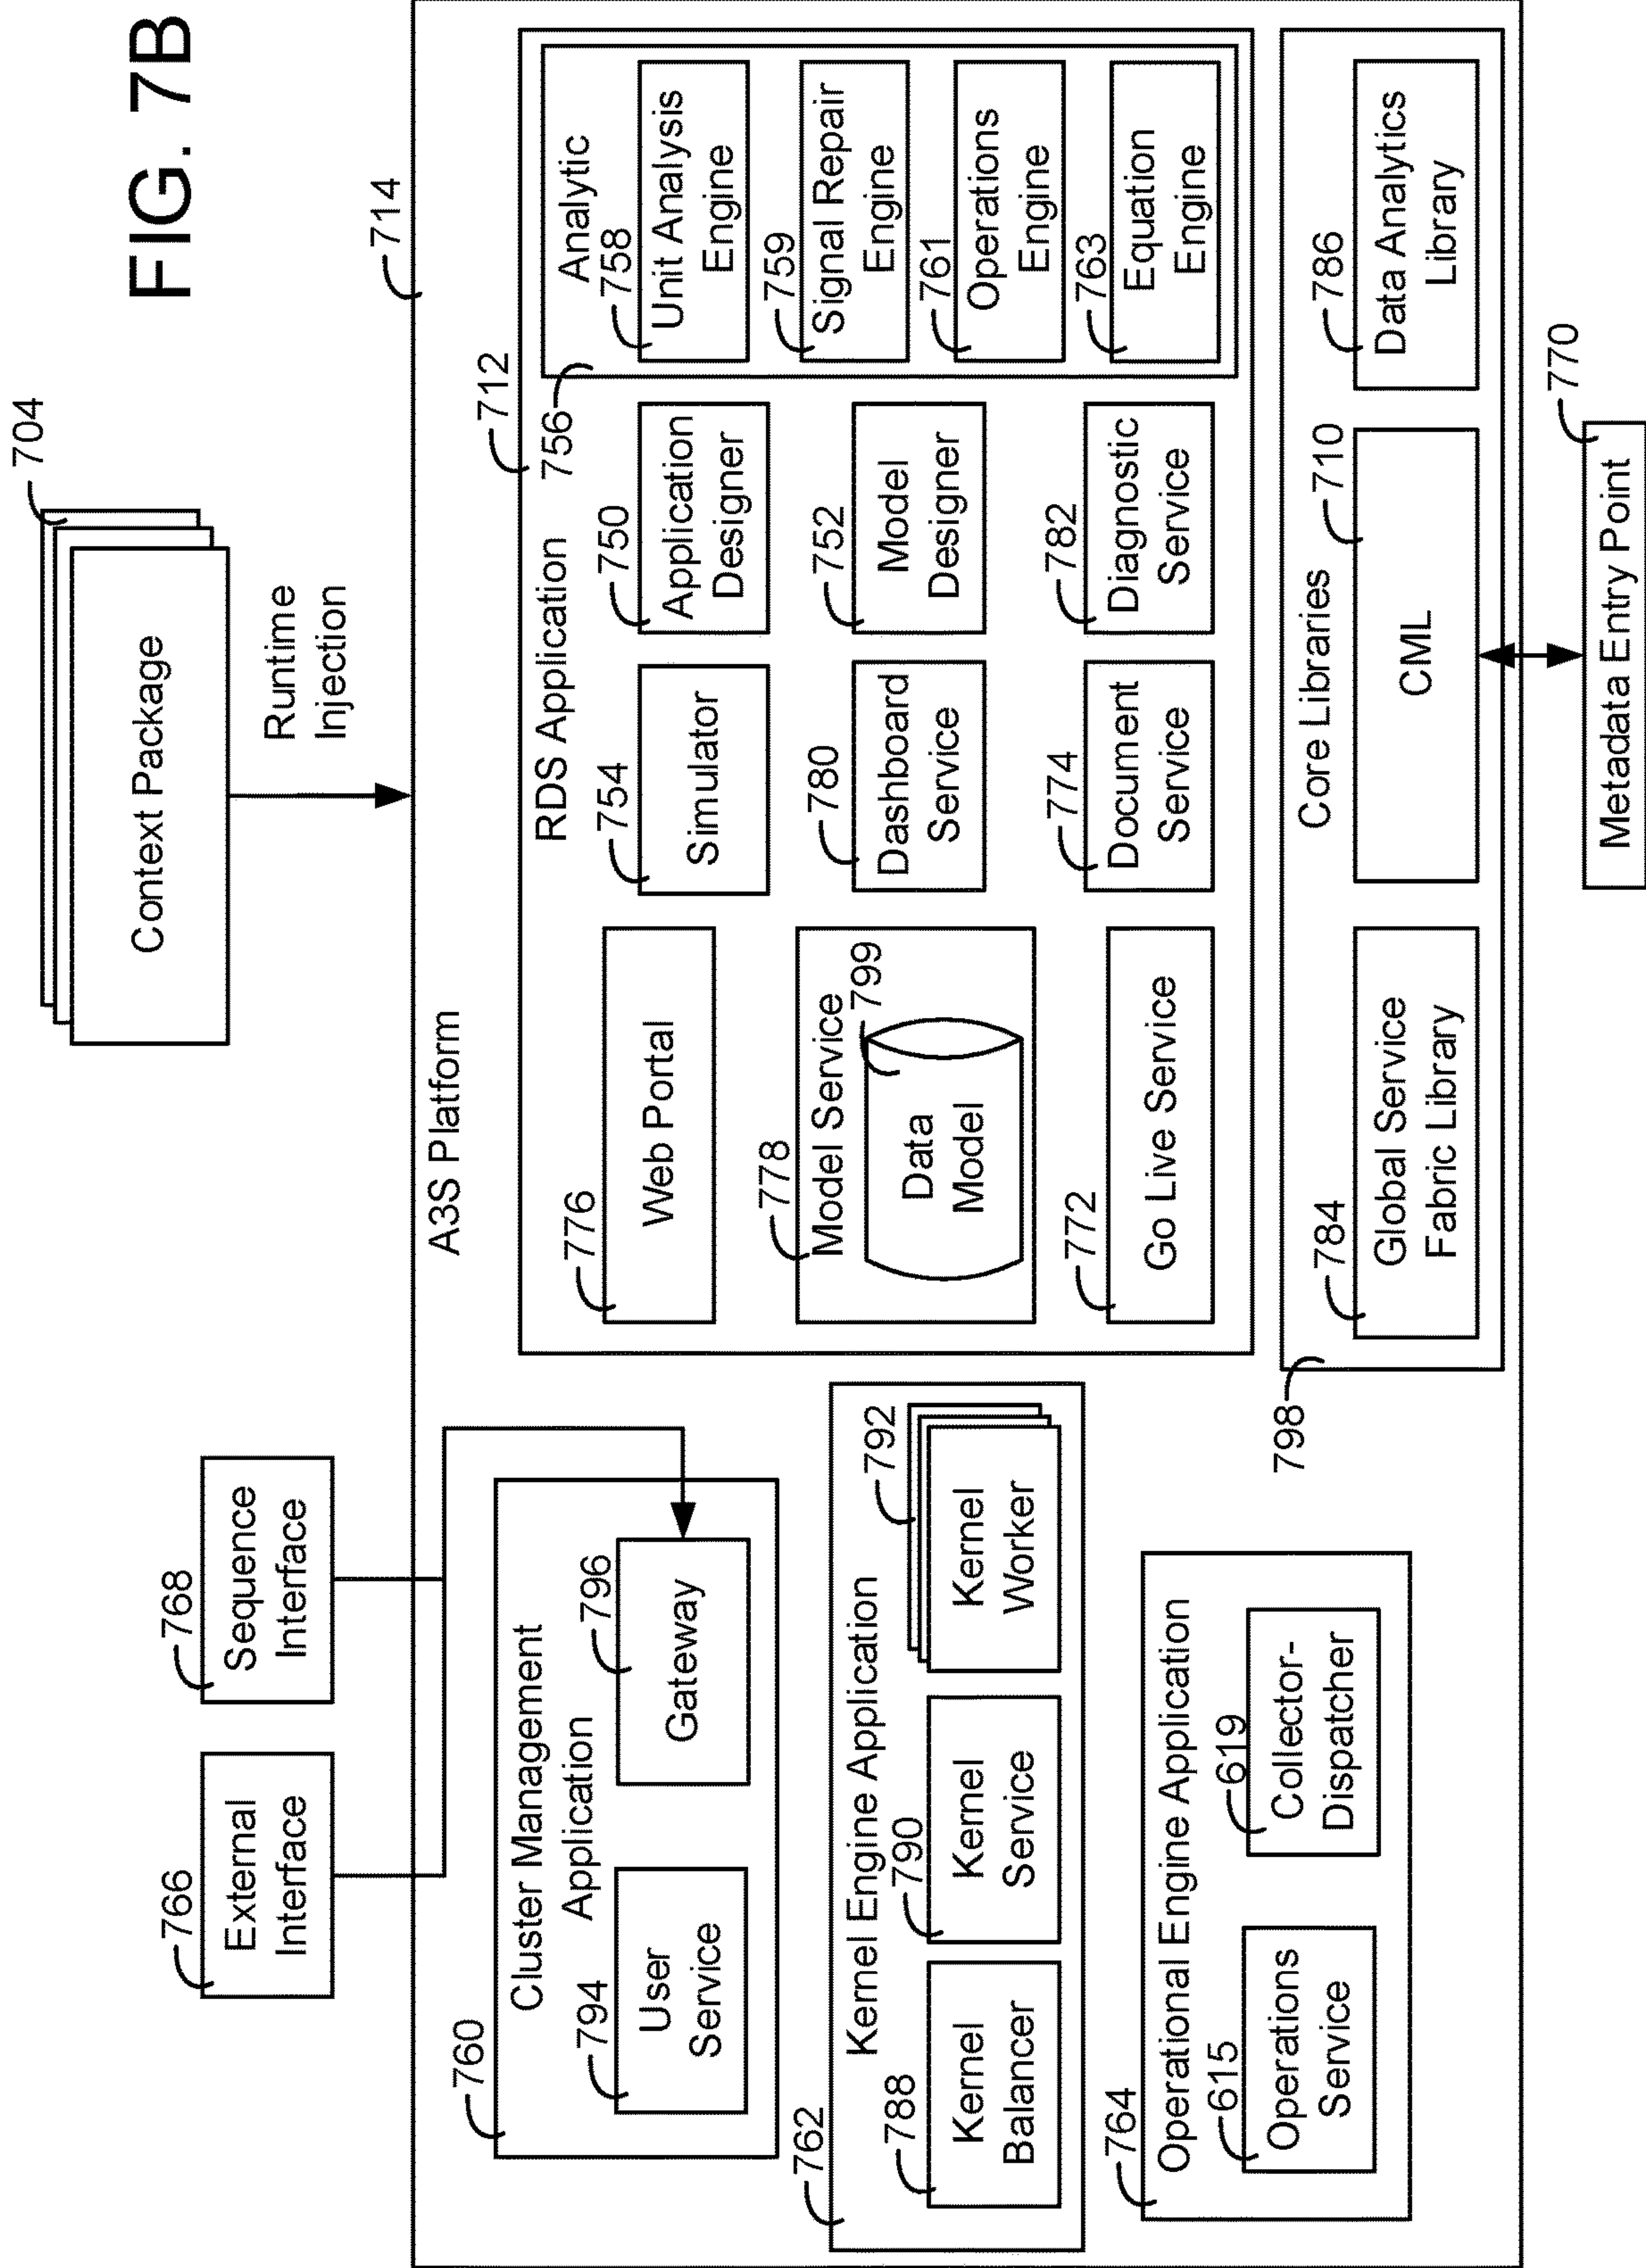 FIG. 7B
704
Context Package
Runtime
Injection
766
External
Interface
768
Sequence
Interface
714
A3S Platform
760
Cluster Management
Application
794
User
Service
796
Gateway
762
Kernel Engine Application
788
Kernel
Balancer
790
Kernel
Service
792
Kernel
Worker
764
Operational Engine Application
615
Operations
Service
619
Collector-
Dispatcher
712
RDS Application
776
Web Portal
754
Simulator
750
Application
Designer
778
Model Service
799
Data
Model
780
Dashboard
Service
752
Model
Designer
772
Go Live Service
774
Document
Service
782
Diagnostic
Service
756
Analytic
758
Unit Analysis
Engine
759
Signal Repair
Engine
761
Operations
Engine
763
Equation
Engine
798
Core Libraries
784
Global Service
Fabric Library
710
CML
786
Data Analytics
Library
770
Metadata Entry Point